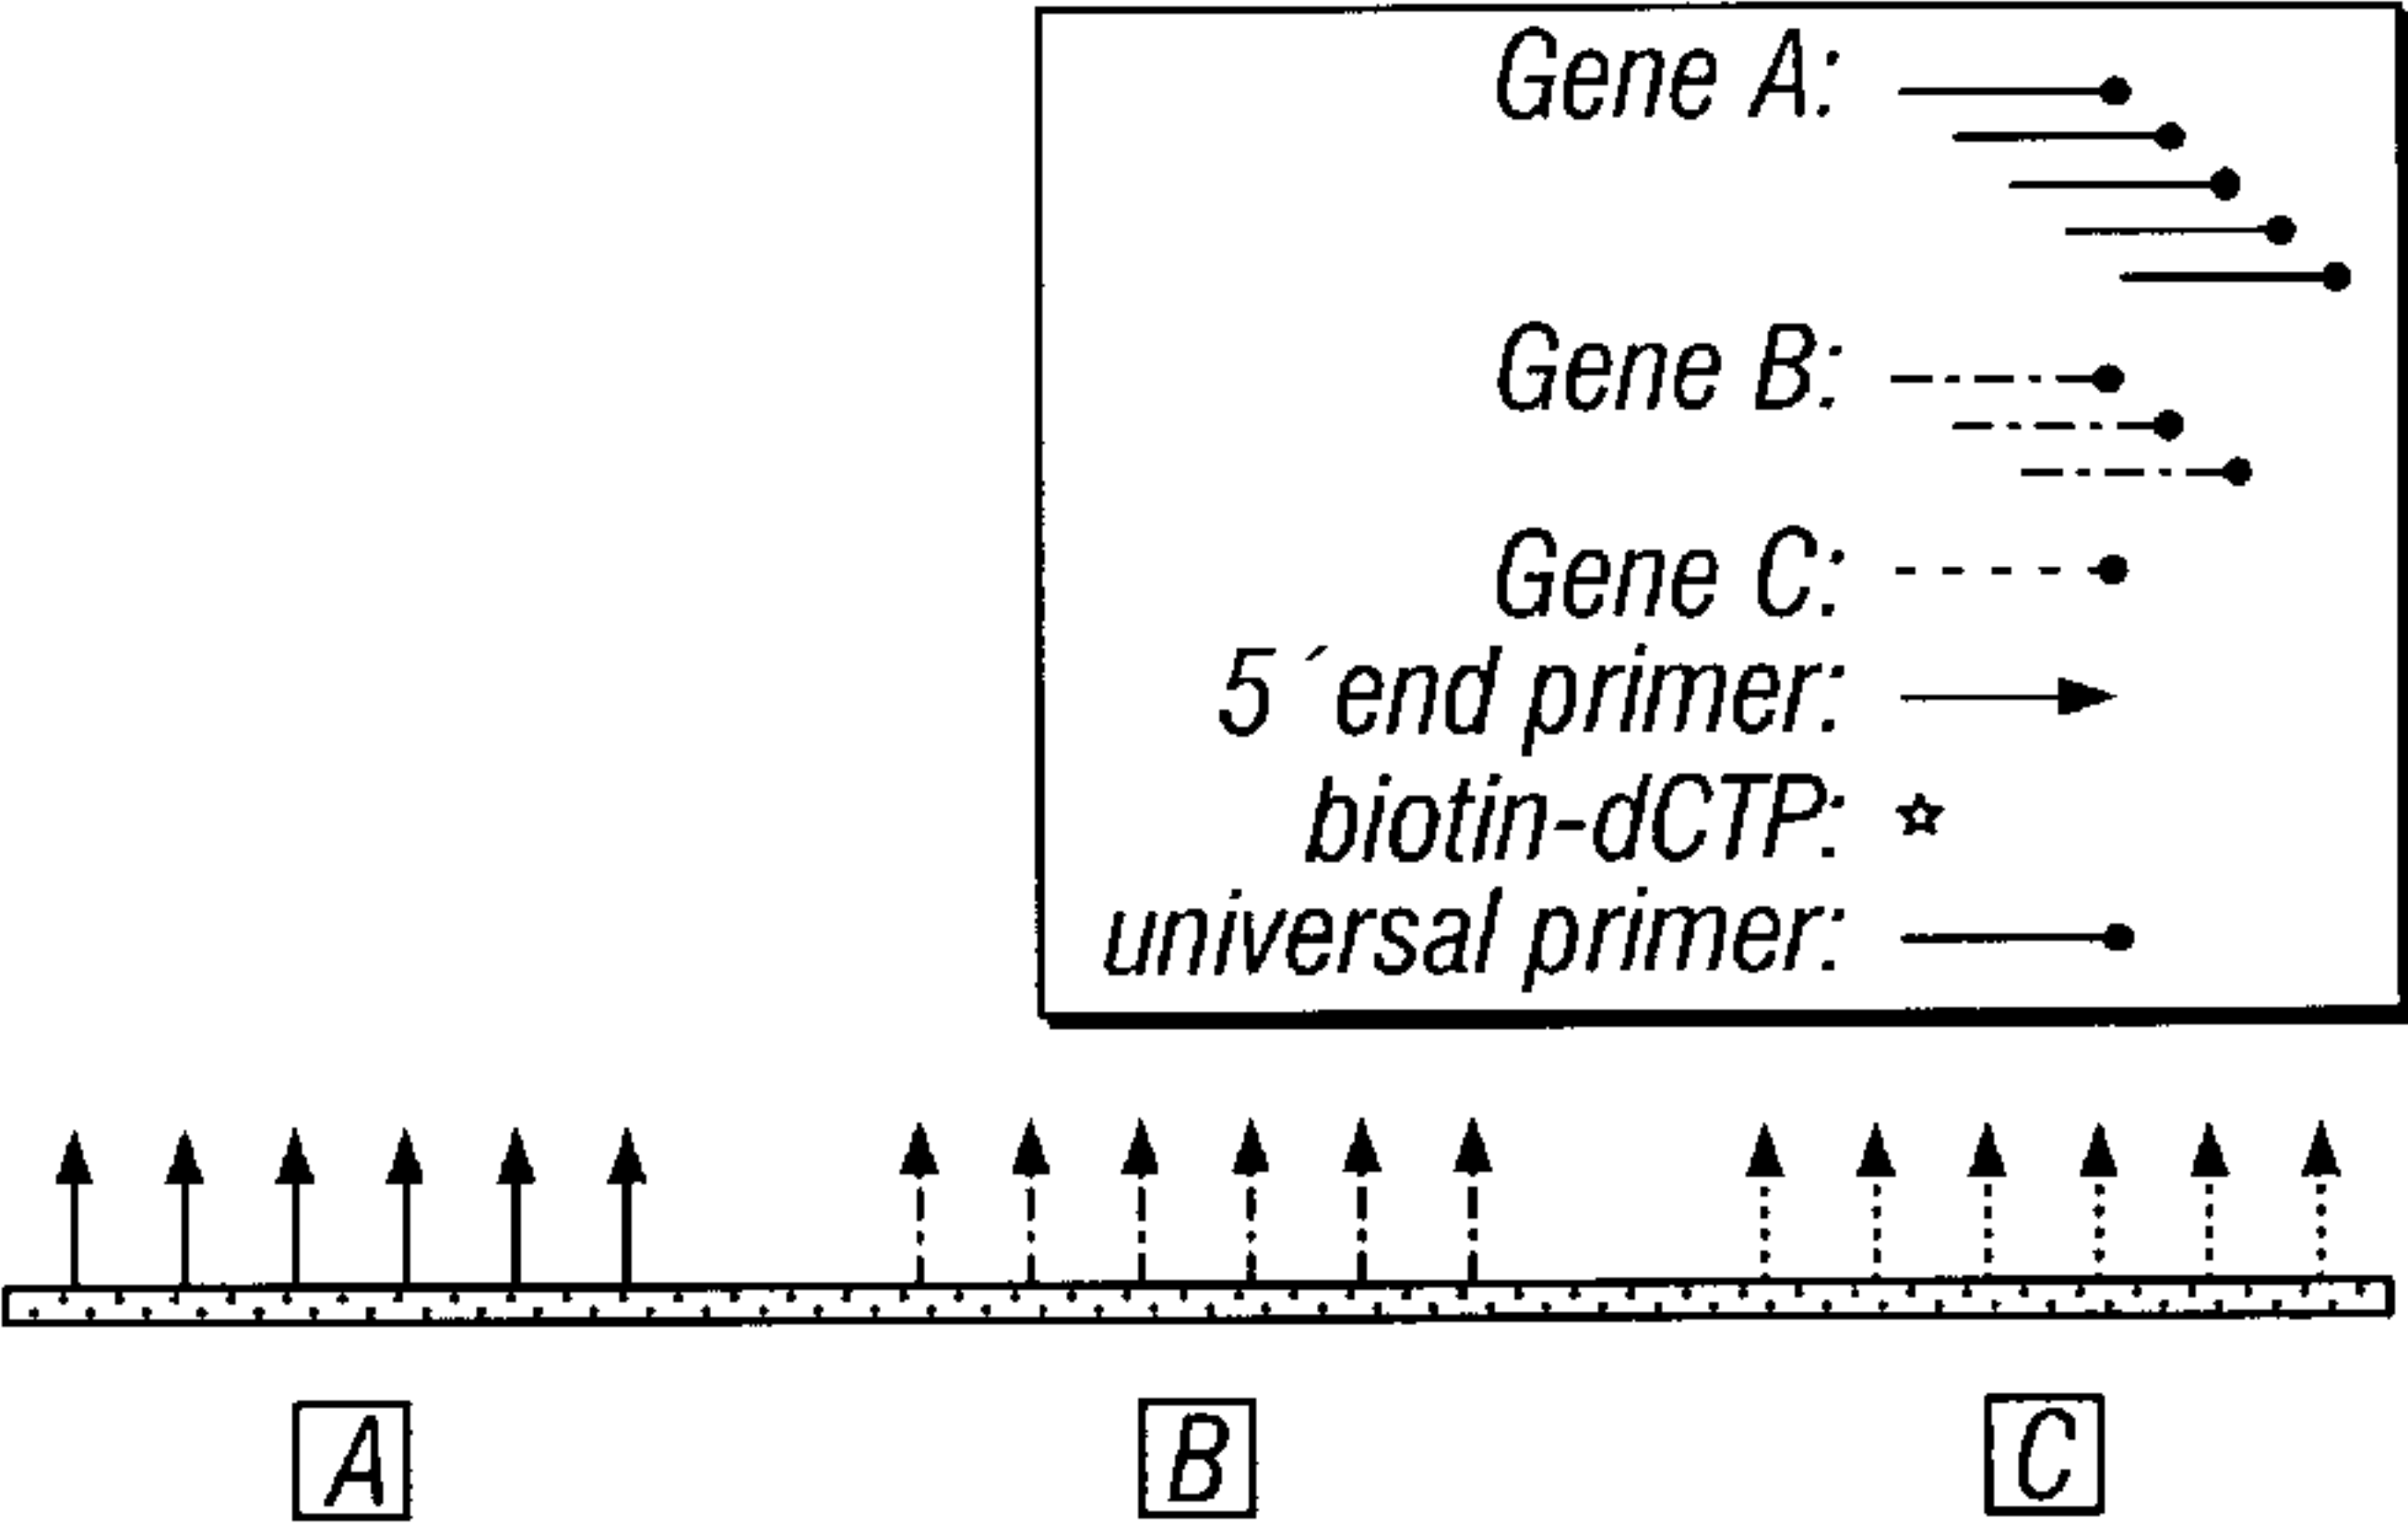 Gene A:
Gene B:
Gene C:
5´end primer:
biotin-dCTP:
universal primer:
A
B
C